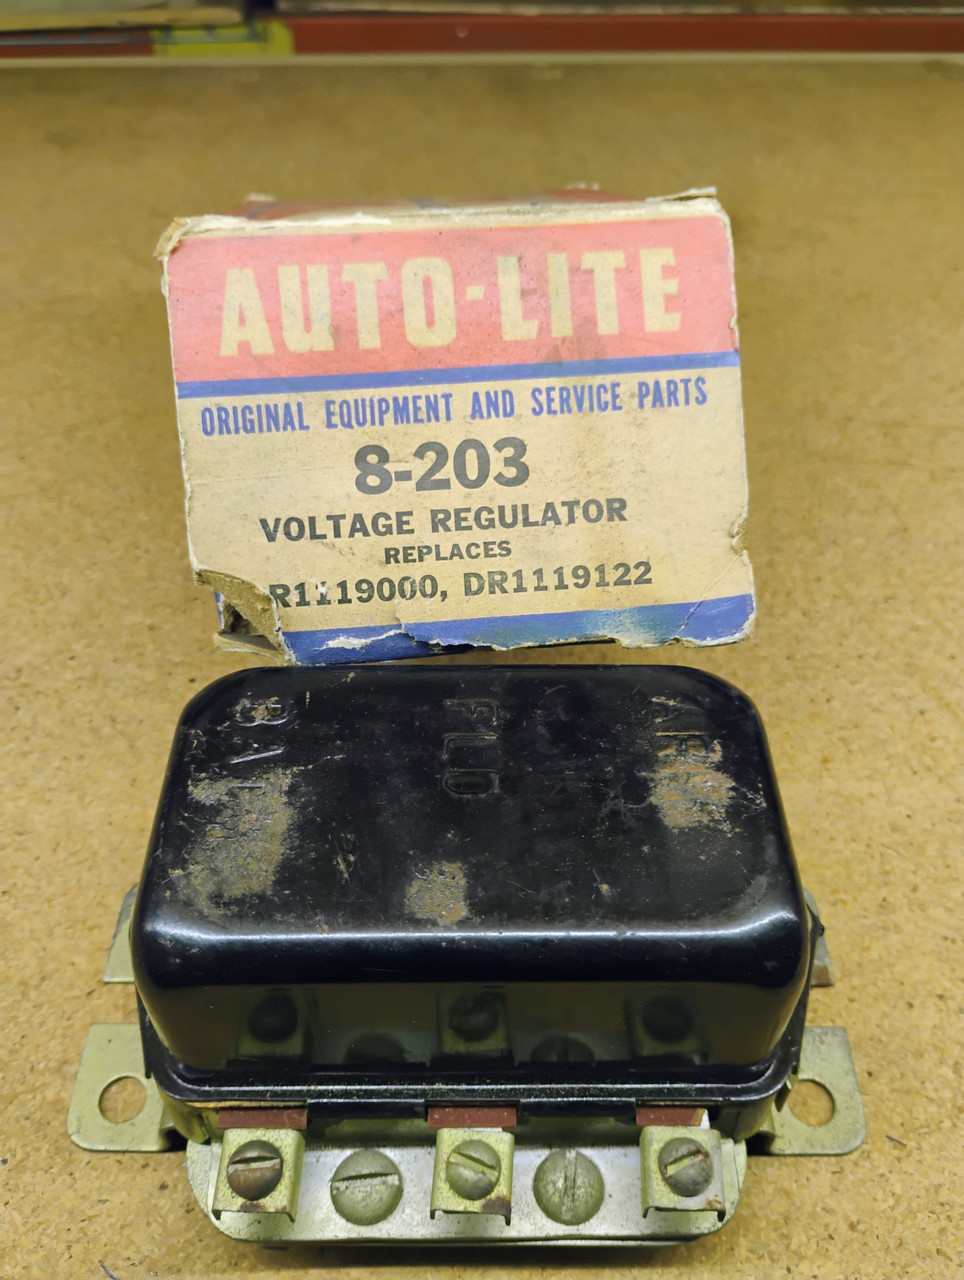 AUTO-LITE
ORIGINAL EQUIPMENT AND SERVICE PARTS
8-203
VOLTAGE REGULATOR
REPLACES
R1119000, DR1119122
BAT
FLD